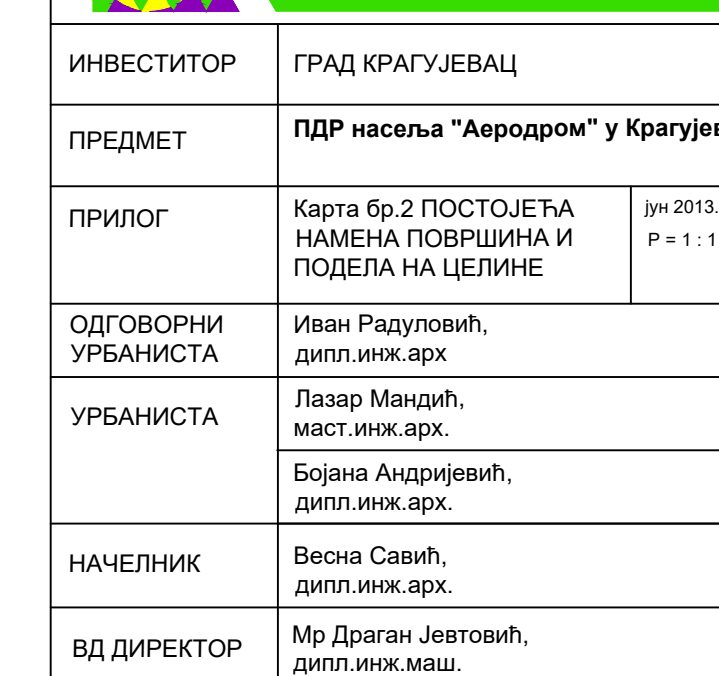 ИНВЕСТИТОР
ГРАД КРАГУЈЕВАЦ
ПРЕДМЕТ
ПДР насеља "Аеродром" у
ПРИЛОГ
Карта бр.2 ПОСТОЈЕЋА
НАМЕНА ПОВРШИНА И
ПОДЕЛА НА ЦЕЛИНЕ
јун 2013.
Р = 1 : 1
ОДГОВОРНИ
УРБАНИСТА
Иван Радуловић,
дипл.инж.арх
УРБАНИСТА
Лазар Мандић,
маст.инж.арх.
Бојана Андријевић,
дипл.инж.арх.
НАЧЕЛНИК
Весна Савић,
дипл.инж.арх.
ВД ДИРЕКТОР
Мр Драган Јевтовић,
дипл.инж.маш.